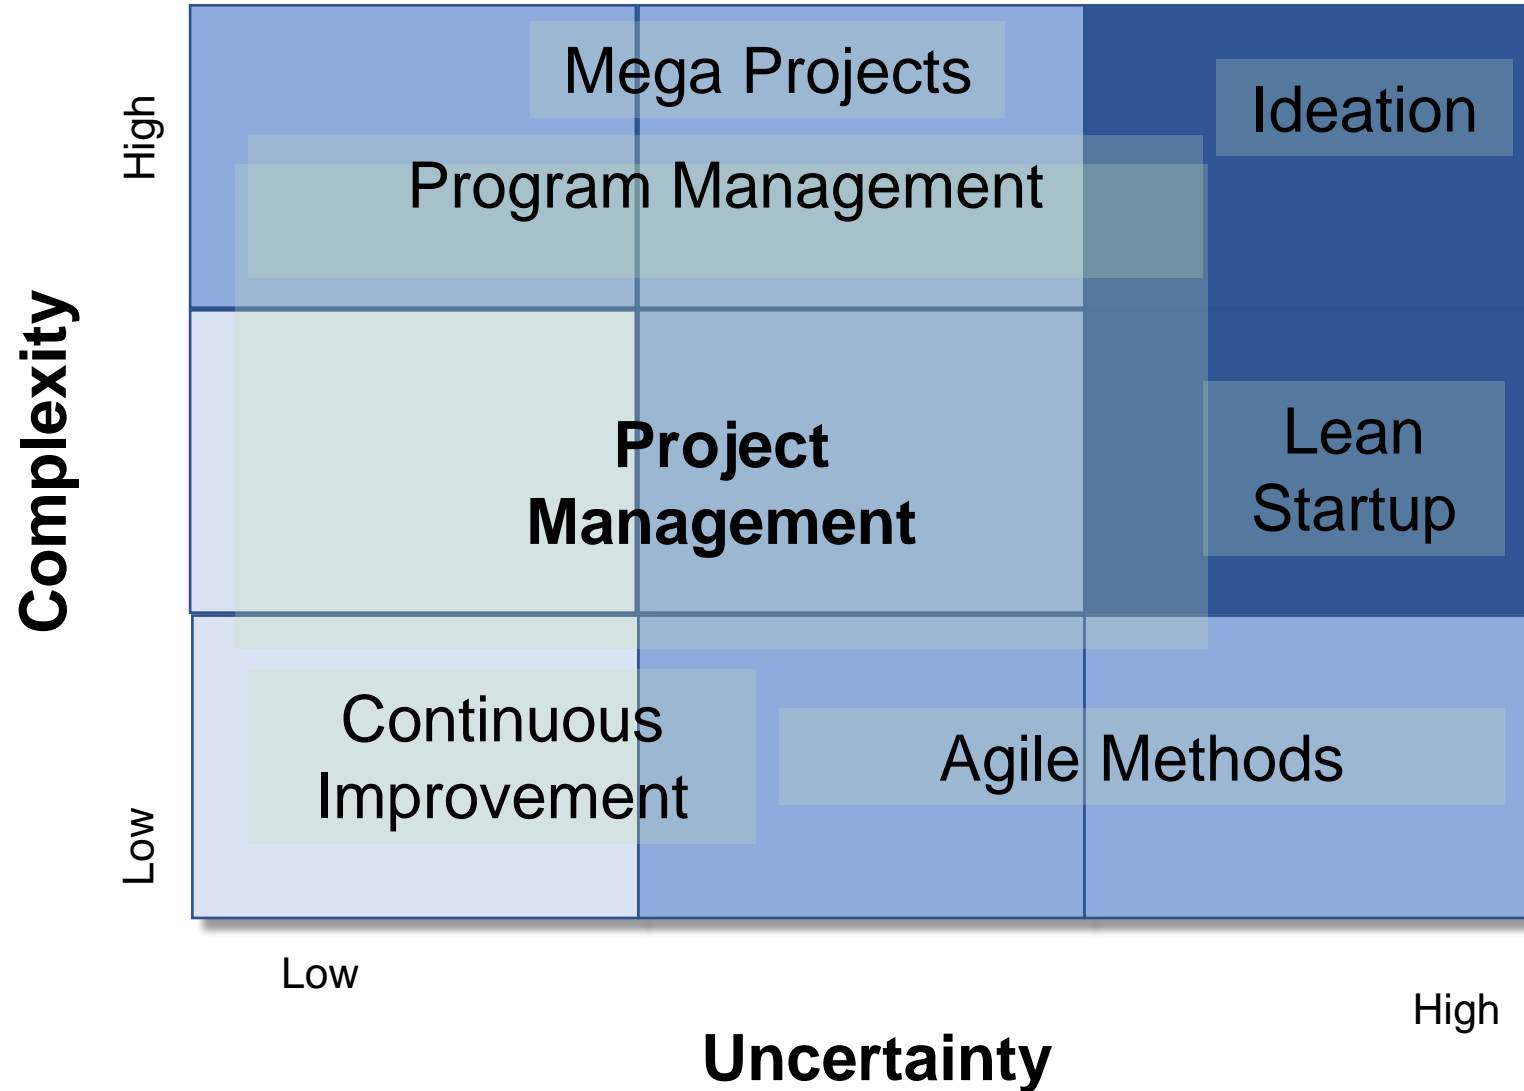 Mega Projects
Ideation
High
Program Management
Complexity
Lean
Startup
Project
Management
Continuous
Improvement
Agile Methods
Low
Low
High
Uncertainty